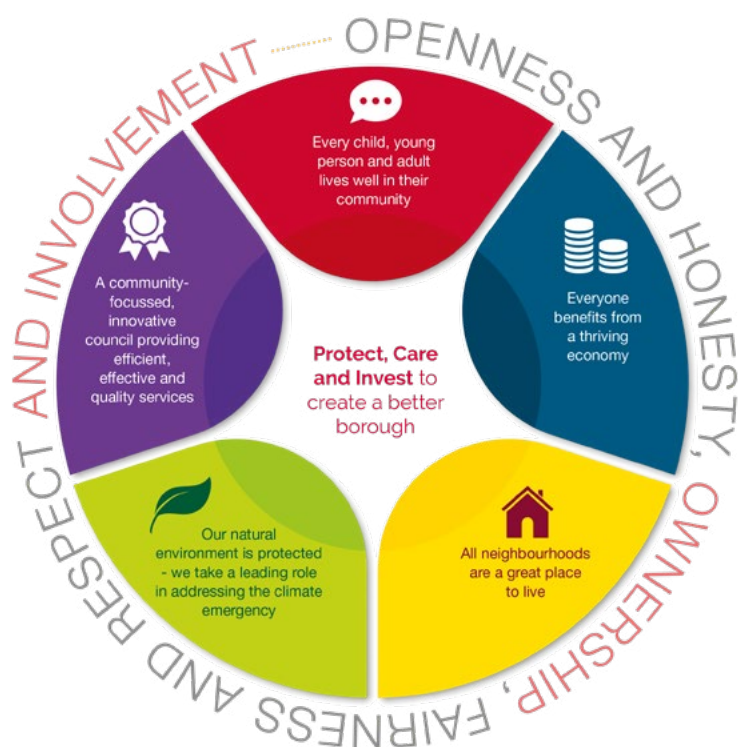 OPENNESS AND HONESTY, OWNERSHIP, FAIRNESS AND RESPECT AND INVOLVEMENT
Every child, young
person and adult
lives well in their
community
Everyone
benefits from
a thriving
economy
All neighbourhoods
are a great place
to live
Our natural
environment is protected
- we take a leading role
in addressing the climate
emergency
A community-
focussed,
innovative
council providing
efficient,
effective and
quality services
Protect, Care
and Invest to
create a better
borough